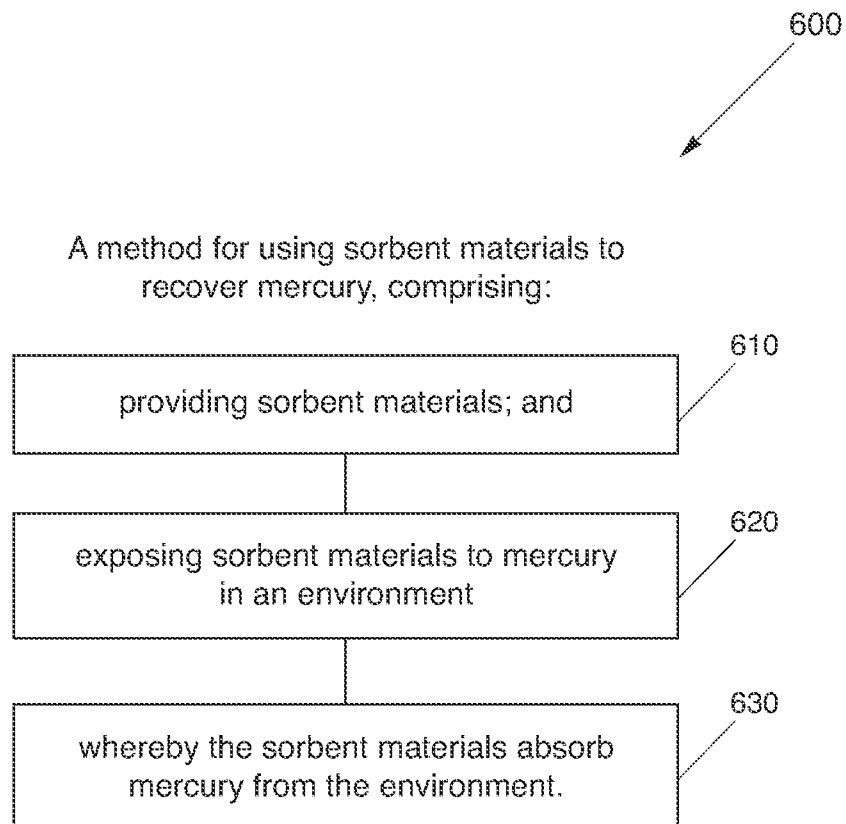 600
A method for using sorbent materials to
recover mercury, comprising:
610
providing sorbent materials; and
620
exposing sorbent materials to mercury
in an environment
630
whereby the sorbent materials absorb
mercury from the environment.